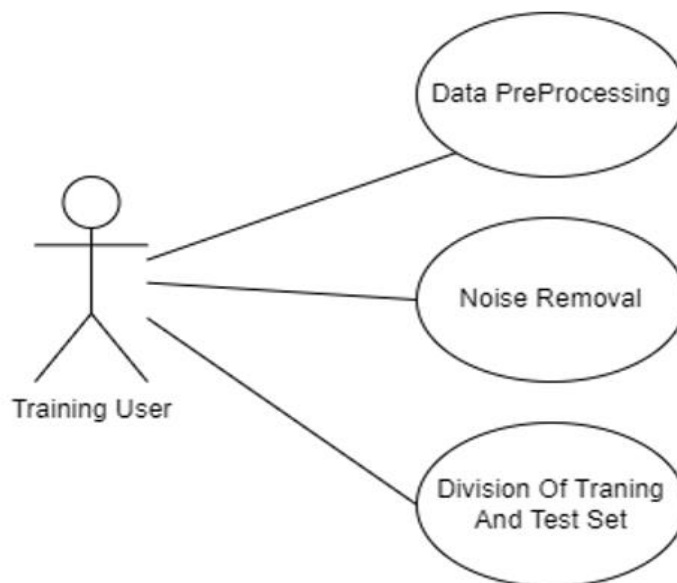 Data PreProcessing
Noise Removal
Training User
Division Of Traning
And Test Set